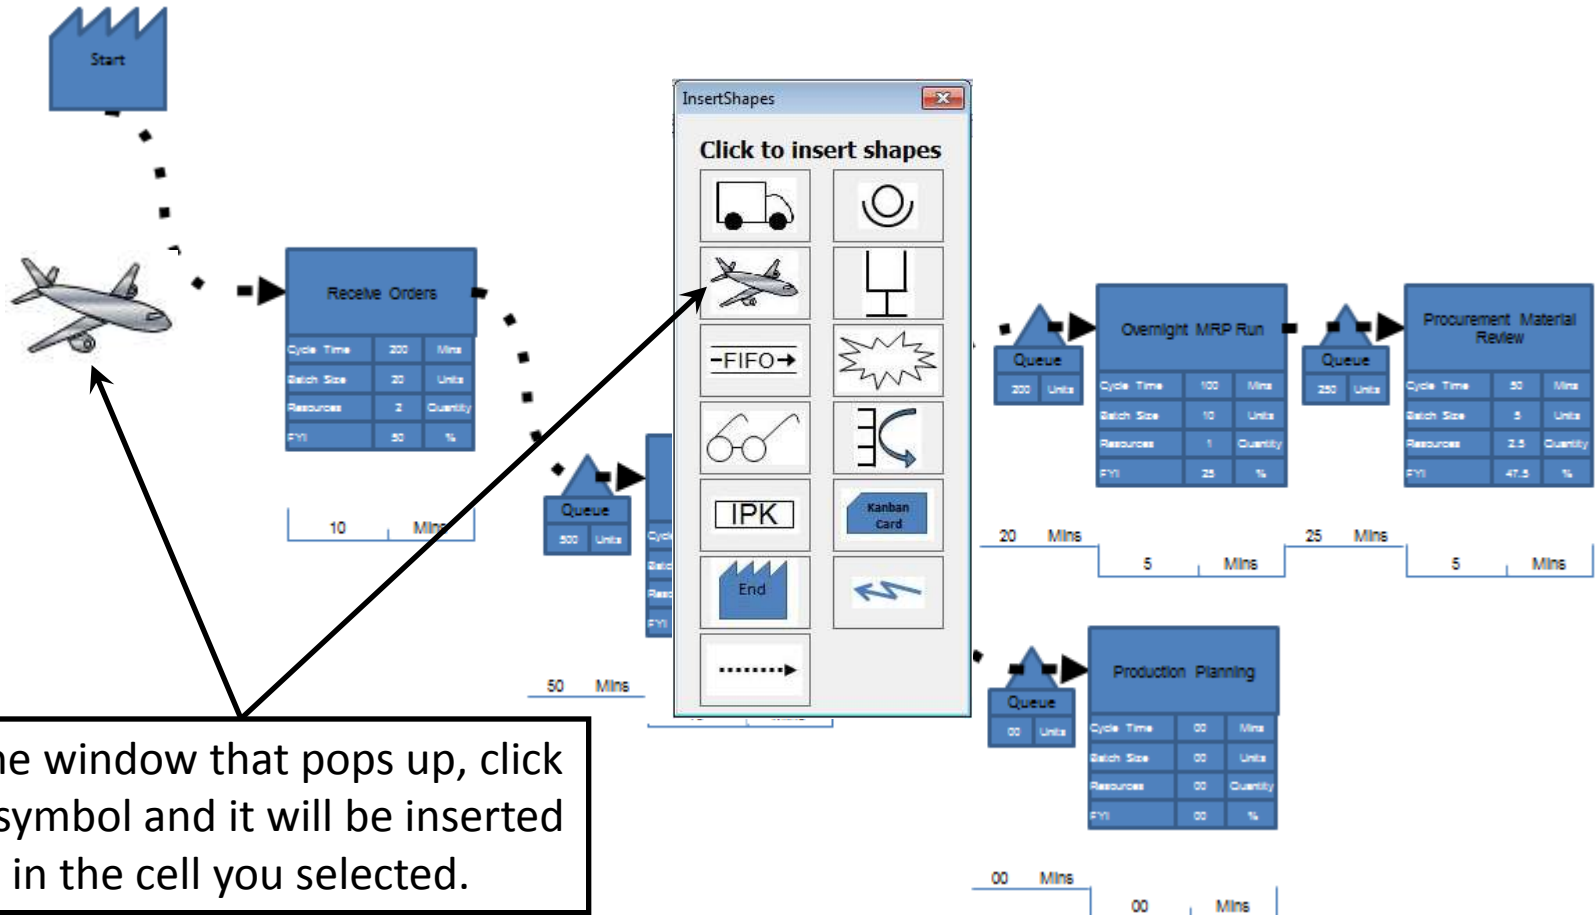 Start
InsertShapes
Click to insert shapes
FIFO
IPK
Kanban
Card
End
Receive Orders
Cycle Time 200 Mins
Batch Size 20 Units
Resources 2 Quantity
FYI 50 %
10 Mins
Queue
500 Units
50 Mins
Queue
200 Units
20 Mins
Overnight MRP Run
Cycle Time 100 Mins
Batch Size 10 Units
Resources 1 Quantity
FYI 25 %
5 Mins
Queue
250 Units
25 Mins
Procurement Material
Review
Cycle Time 50 Mins
Batch Size 5 Units
Resources 2.5 Quantity
FYI 47.5 %
5 Mins
Queue
00 Units
00 Mins
Production Planning
Cycle Time 00 Mins
Batch Size 00 Units
Resources 00 Quantity
FYI 00 %
00 Mins
window that pops up, click
symbol and it will be inserted
in the cell you selected.